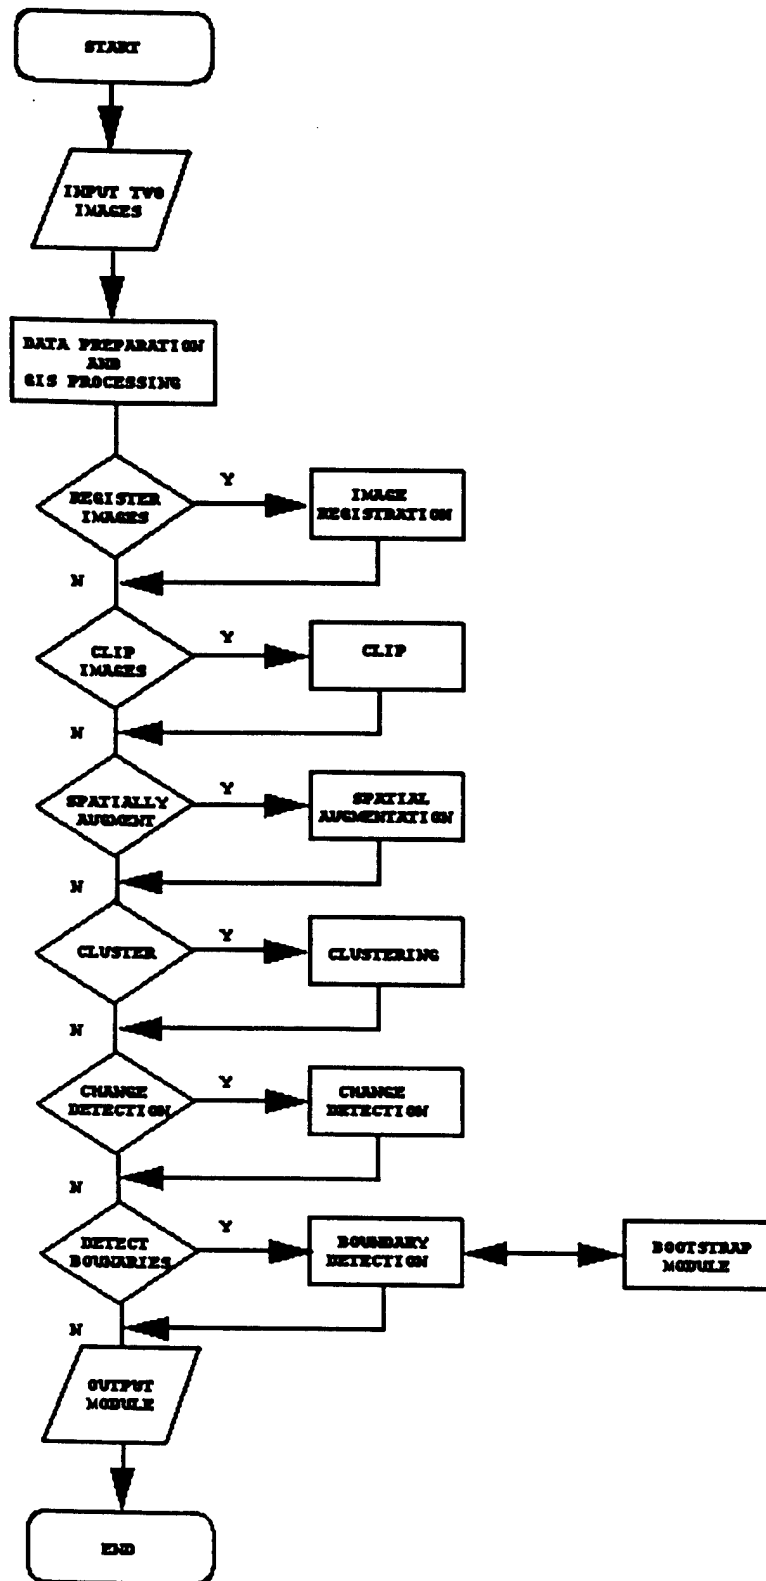 START
INPUT TWO
IMAGES
DATA PREPARATION
AND
GIS PROCESSING
REGISTER
IMAGES
Y
IMAGE
REGISTRATION
N
CLIP
IMAGES
Y
CLIP
N
SPATIALLY
AUGMENT
Y
SPATIAL
AUGMENTATION
N
CLUSTER
Y
CLUSTERING
N
CHANGE
DETECTION
Y
CHANGE
DETECTION
N
DETECT
BOUNARIES
Y
BOUNDARY
DETECTION
BOOTSTRAP
MODULE
N
OUTPUT
MODULE
END